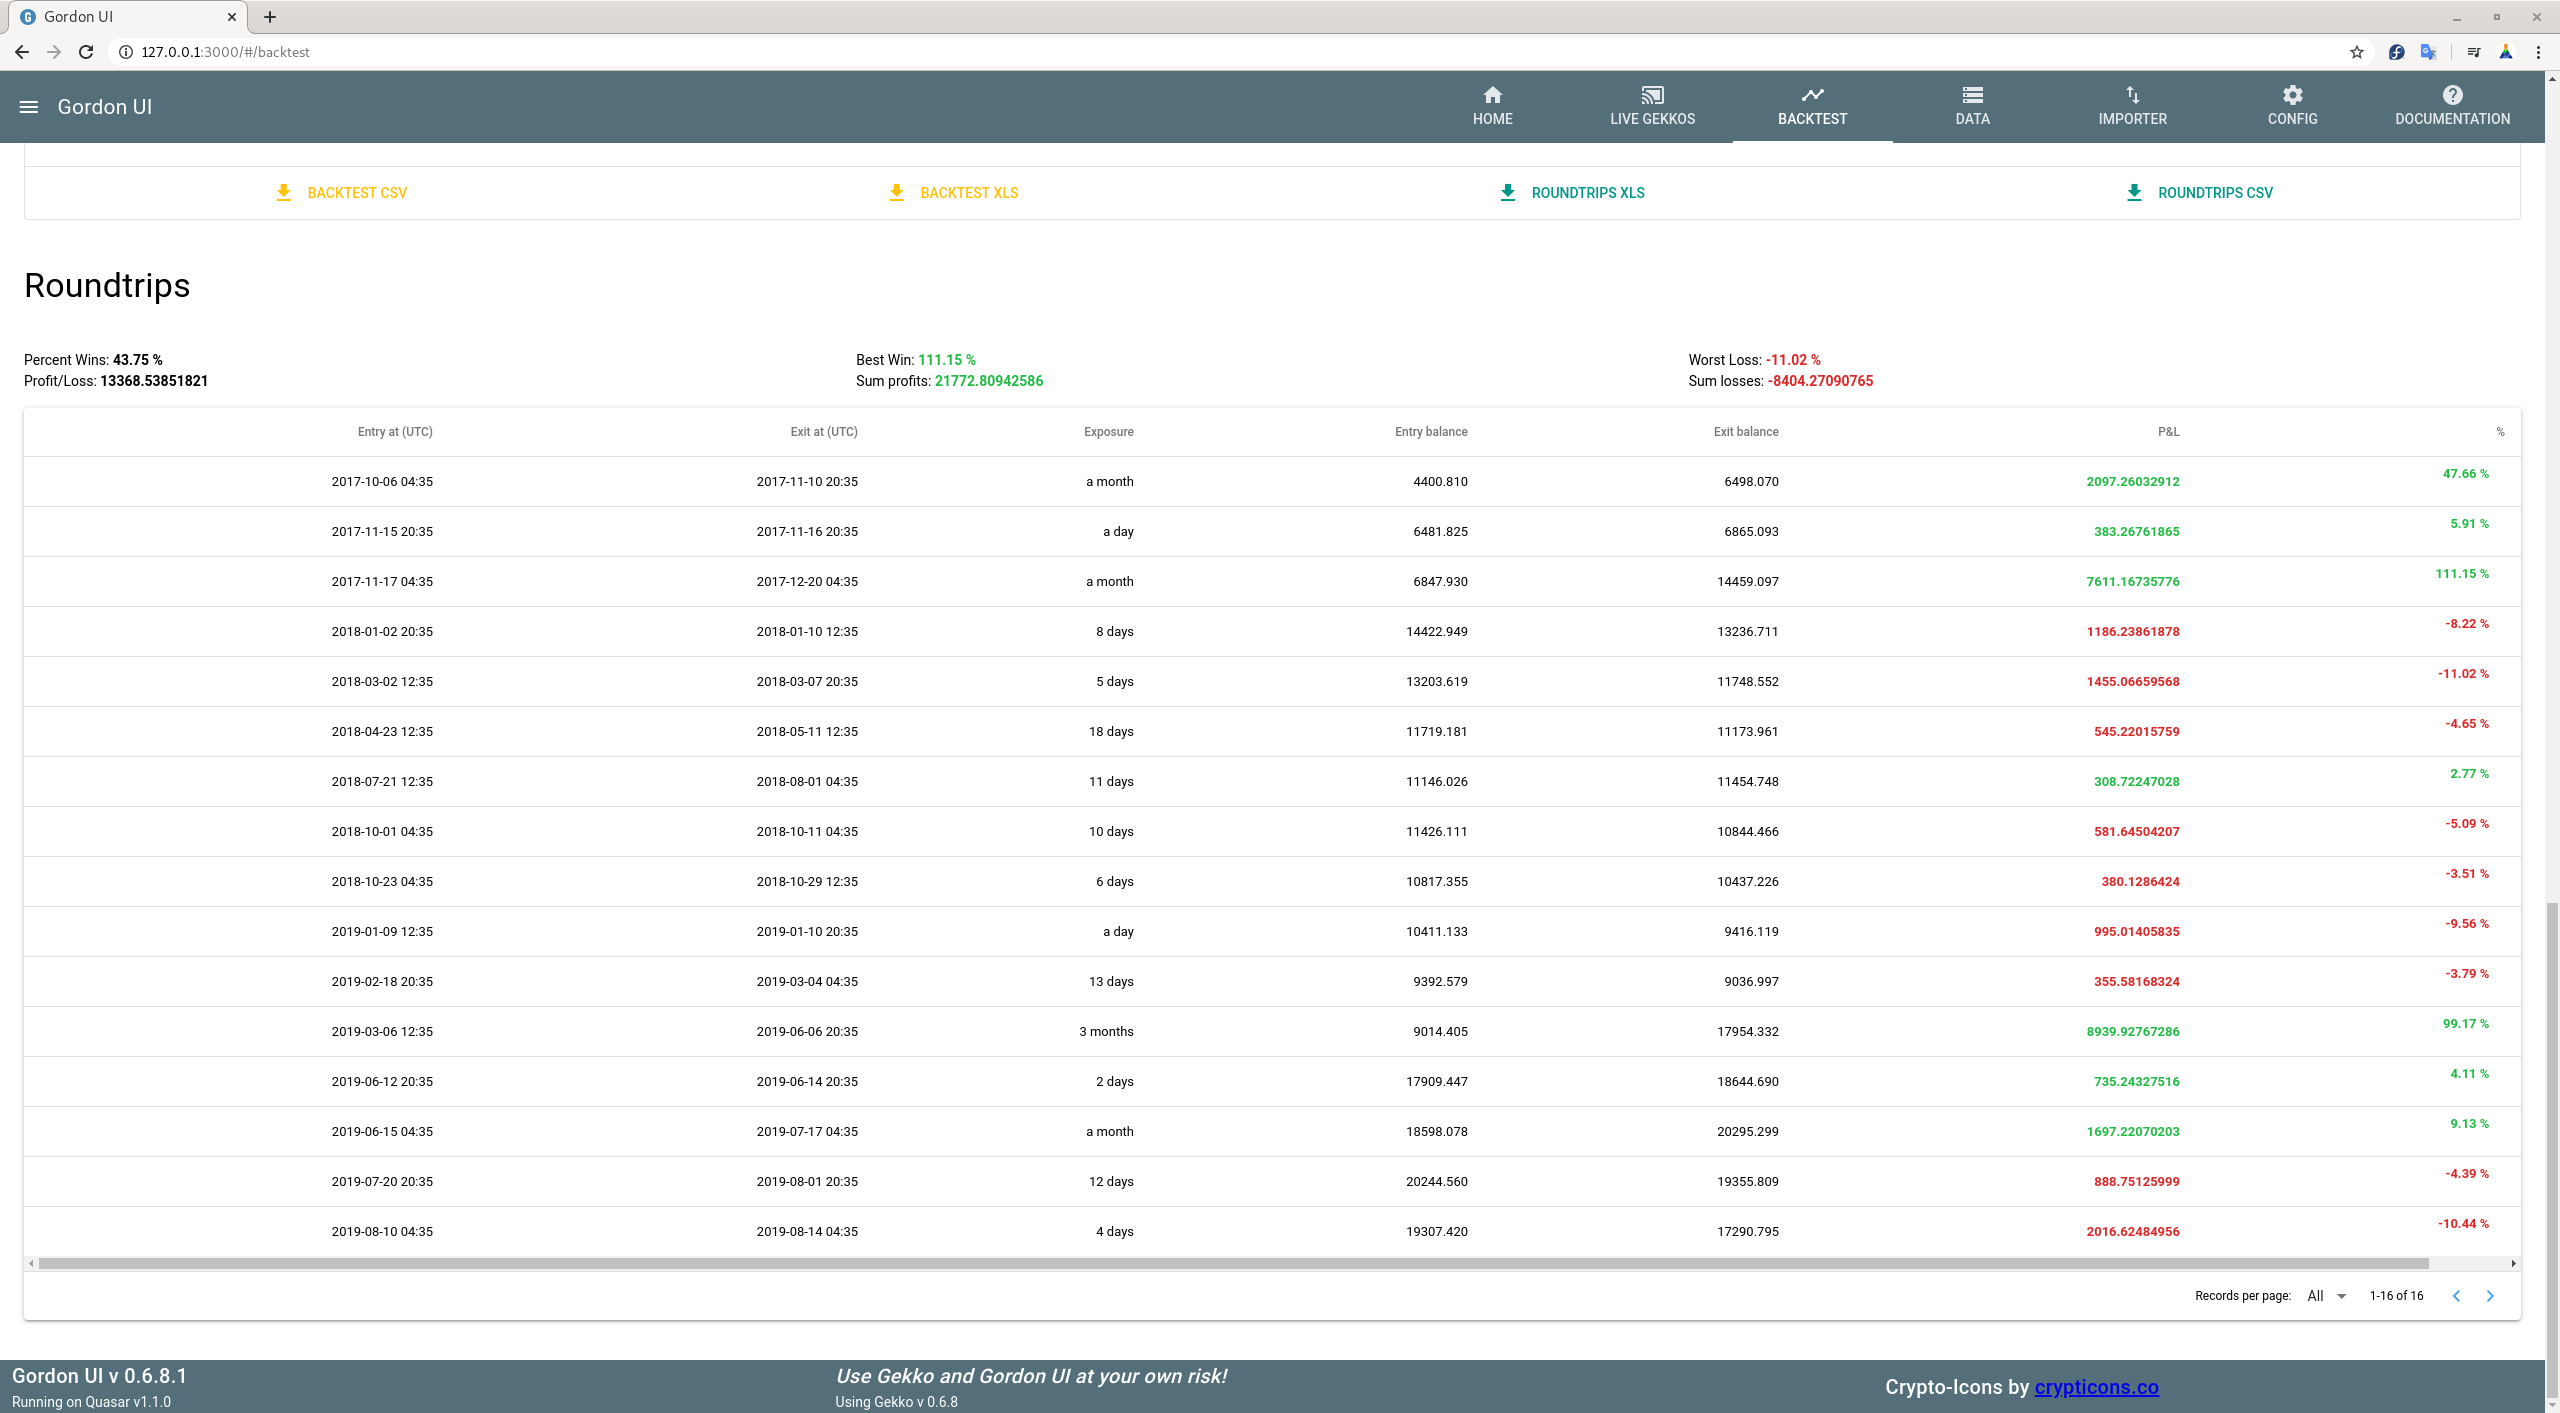 Gordon UI
127.0.0.1:3000/#/backtest
Gordon UI
HOME
LIVE GEKKOS
BACKTEST
DATA
IMPORTER
CONFIG
DOCUMENTATION
BACKTEST CSV
BACKTEST XLS
ROUNDTRIPS XLS
ROUNDTRIPS CSV
Roundtrips
Percent Wins: 43.75 % Best Win: 111.15 % Worst Loss: -11.02 %
Profit/Loss: 13368.53851821 Sum profits: 21772.80942586 Sum losses: -8404.27090765
Entry at (UTC) Exit at (UTC) Exposure Entry balance Exit balance P&L %
2017-10-06 04:35 2017-11-10 20:35 a month 4400.810 6498.070 2097.26032912 47.66 %
2017-11-15 20:35 2017-11-16 20:35 a day 6481.825 6865.093 383.26761865 5.91 %
2017-11-17 04:35 2017-12-20 04:35 a month 6847.930 14459.097 7611.16735776 111.15 %
2018-01-02 20:35 2018-01-10 12:35 8 days 14422.949 13236.711 1186.23861878 -8.22 %
2018-03-02 12:35 2018-03-07 20:35 5 days 13203.619 11748.552 1455.06659568 -11.02 %
2018-04-23 12:35 2018-05-11 12:35 18 days 11719.181 11173.961 545.22015759 -4.65 %
2018-07-21 12:35 2018-08-01 04:35 11 days 11146.026 11454.748 308.72247028 2.77 %
2018-10-01 04:35 2018-10-11 04:35 10 days 11426.111 10844.466 581.64504207 -5.09 %
2018-10-23 04:35 2018-10-29 12:35 6 days 10817.355 10437.226 380.1286424 -3.51 %
2019-01-09 12:35 2019-01-10 20:35 a day 10411.133 9416.119 995.01405835 -9.56 %
2019-02-18 20:35 2019-03-04 04:35 13 days 9392.579 9036.997 355.58168324 -3.79 %
2019-03-06 12:35 2019-06-06 20:35 3 months 9014.405 17954.332 8939.92767286 99.17 %
2019-06-12 20:35 2019-06-14 20:35 2 days 17909.447 18644.690 735.24327516 4.11 %
2019-06-15 04:35 2019-07-17 04:35 a month 18598.078 20295.299 1697.22070203 9.13 %
2019-07-20 20:35 2019-08-01 20:35 12 days 20244.560 19355.809 888.75125999 -4.39 %
2019-08-10 04:35 2019-08-14 04:35 4 days 19307.420 17290.795 2016.62484956 -10.44 %
Records per page: All 1-16 of 16
Gordon UI v 0.6.8.1
Running on Quasar v1.1.0
Use Gekko and Gordon UI at your own risk!
Using Gekko v 0.6.8
Crypto-Icons by crypticons.co